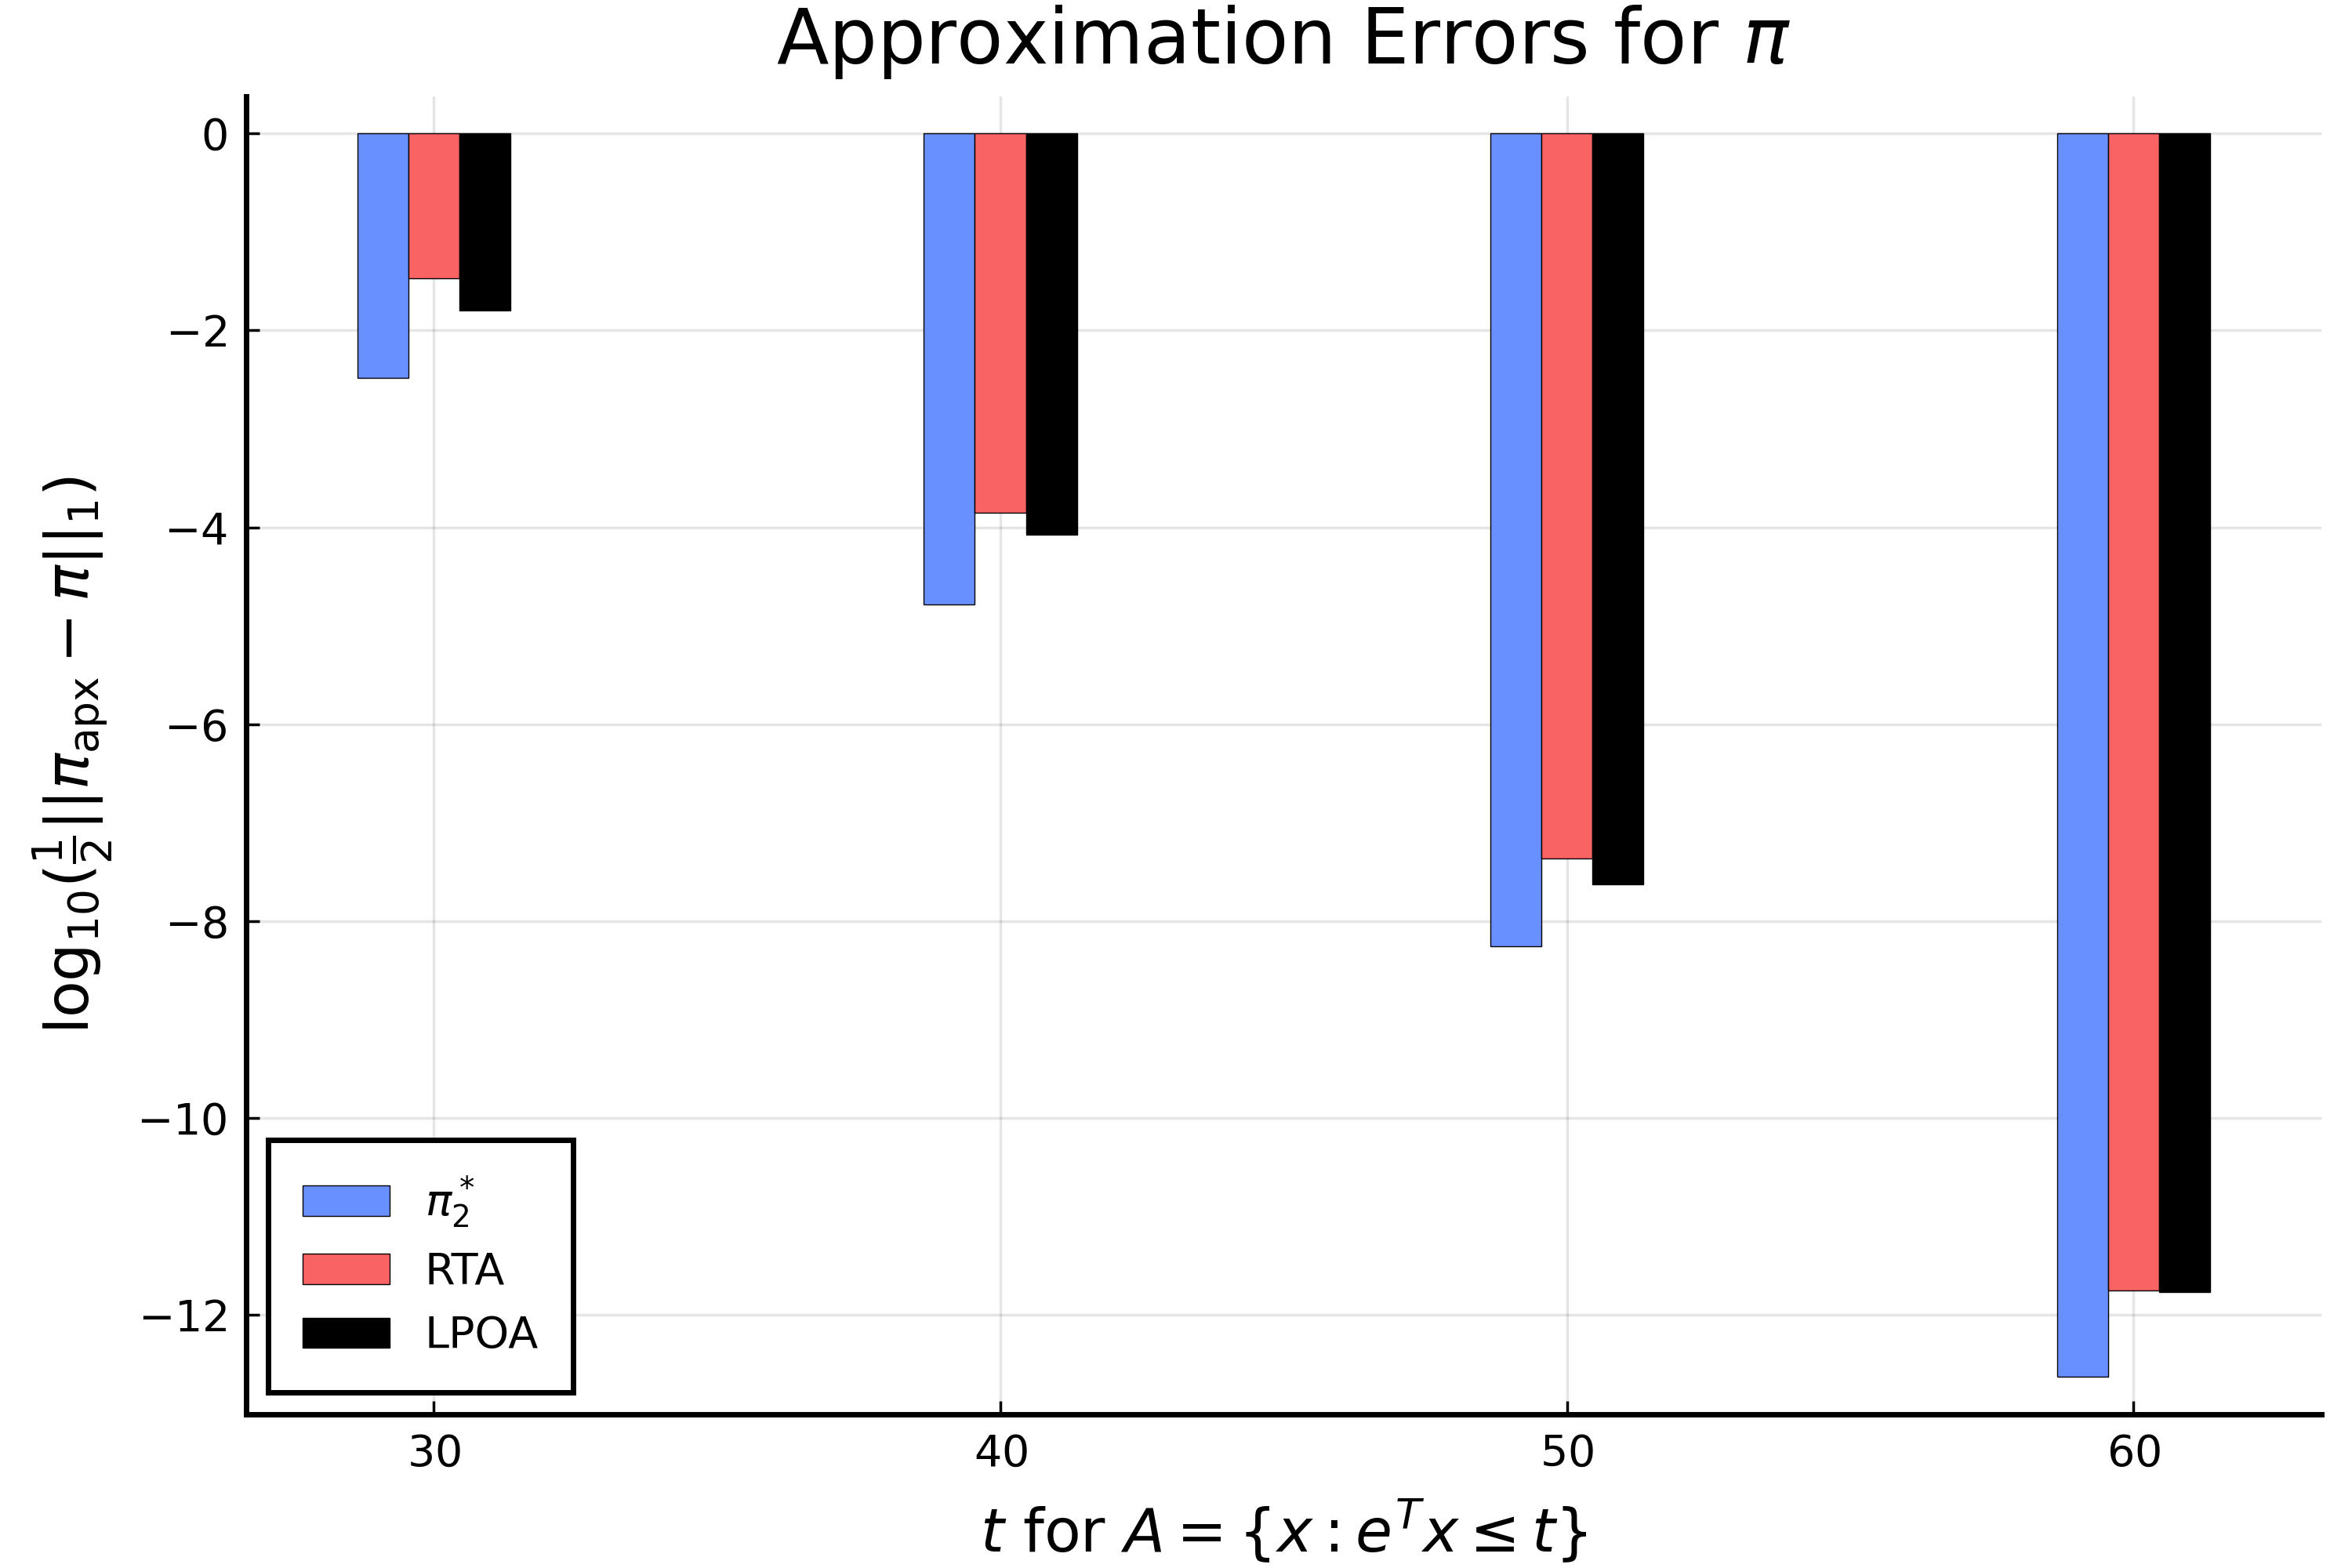 Approximation Errors for π
0
−2
−4
−6
−8
−10
−12
log₁₀(½||π_apx − π||₁)
π₂*
RTA
LPOA
30 40 50 60
t for A = {x : eᵀx ≤ t}